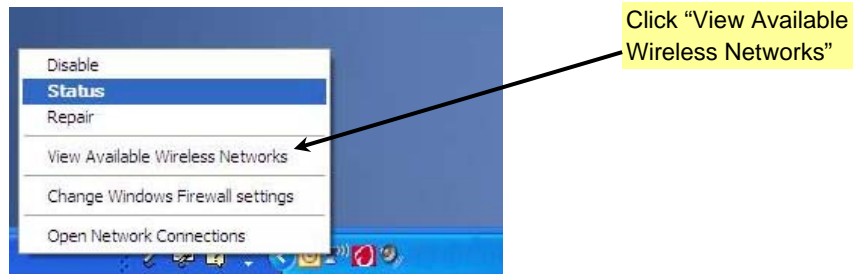 Click “View Available
Wireless Networks”
Disable
Status
Repair
View Available Wireless Networks
Change Windows Firewall settings
Open Network Connections